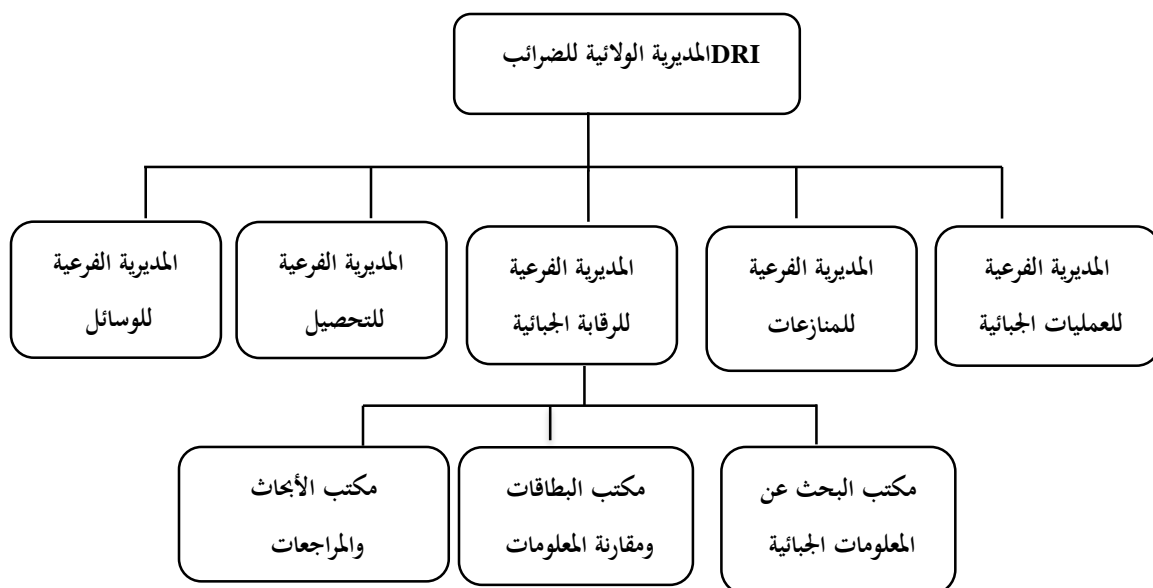 DRIالمديرية الولائية للضرائب
المديرية الفرعية
للعمليات الجبائية
المديرية الفرعية
للمنازعات
المديرية الفرعية
للرقابة الجبائية
المديرية الفرعية
للتحصيل
المديرية الفرعية
للوسائل
مكتب البحث عن
المعلومات الجبائية
مكتب البطاقات
ومقارنة المعلومات
مكتب الأبحاث
والمراجعات